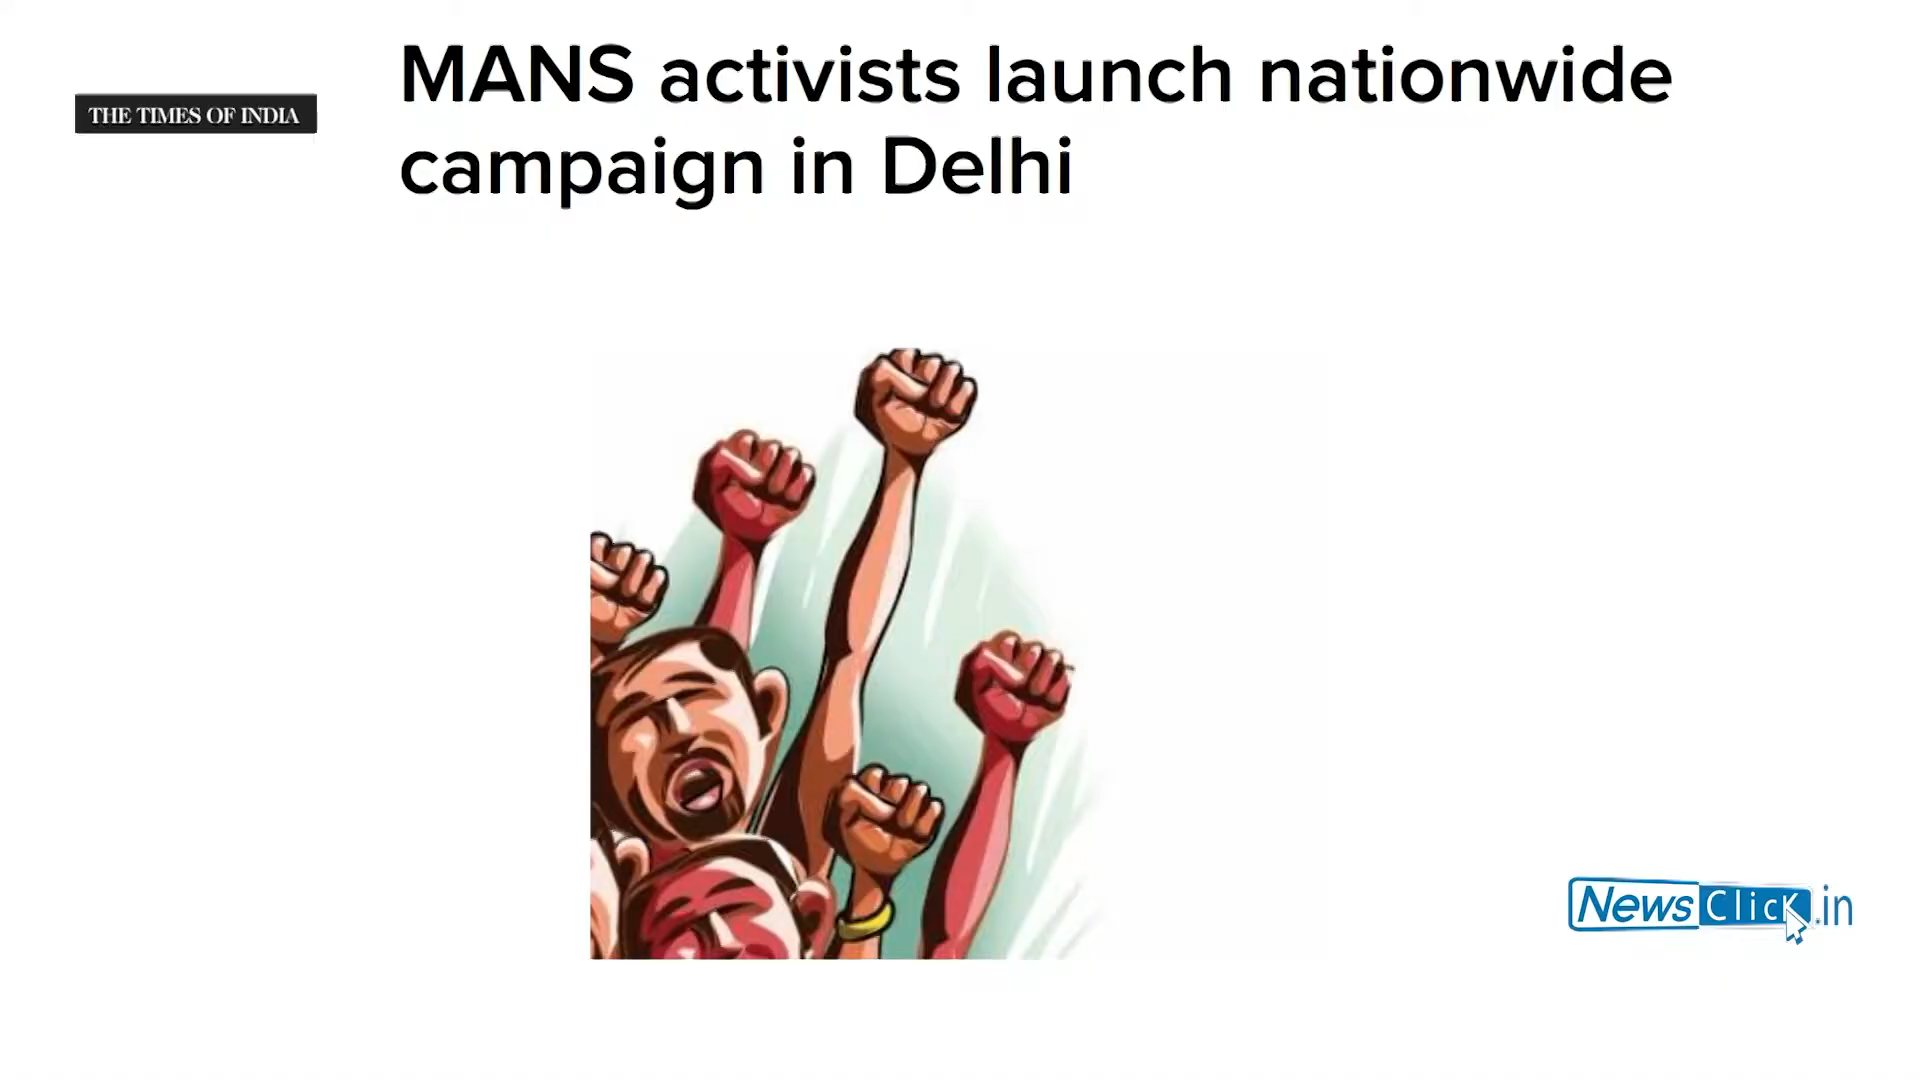 THE TIMES OF INDIA
MANS activists launch nationwide
campaign in Delhi
NewsClick.in